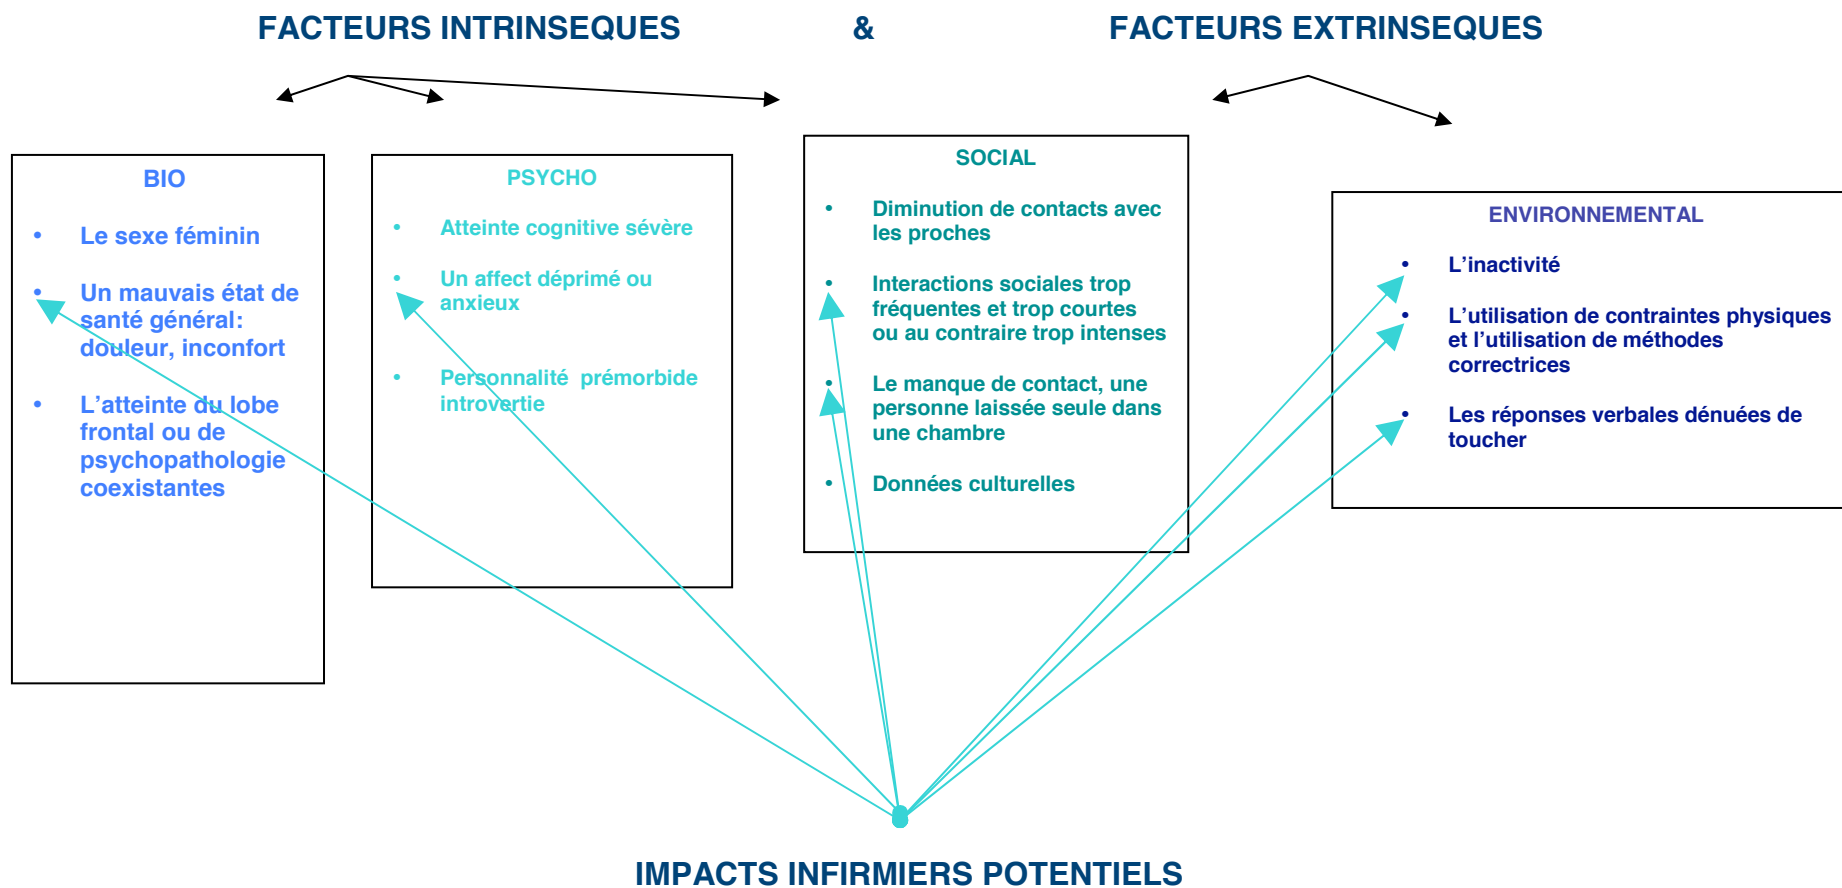 FACTEURS INTRINSEQUES & FACTEURS EXTRINSEQUES
BIO
• Le sexe féminin
• Un mauvais état de
santé général:
douleur, inconfort
• L’atteinte du lobe
frontal ou de
psychopathologie
coexistantes
PSYCHO
• Atteinte cognitive sévère
• Un affect déprimé ou
anxieux
• Personnalité prémorbide
introvertie
SOCIAL
• Diminution de contacts avec
les proches
• Interactions sociales trop
fréquentes et trop courtes
ou au contraire trop intenses
• Le manque de contact, une
personne laissée seule dans
une chambre
• Données culturelles
ENVIRONNEMENTAL
• L’inactivité
• L’utilisation de contraintes physiques
et l’utilisation de méthodes
correctrices
• Les réponses verbales dénuées de
toucher
IMPACTS INFIRMIERS POTENTIELS